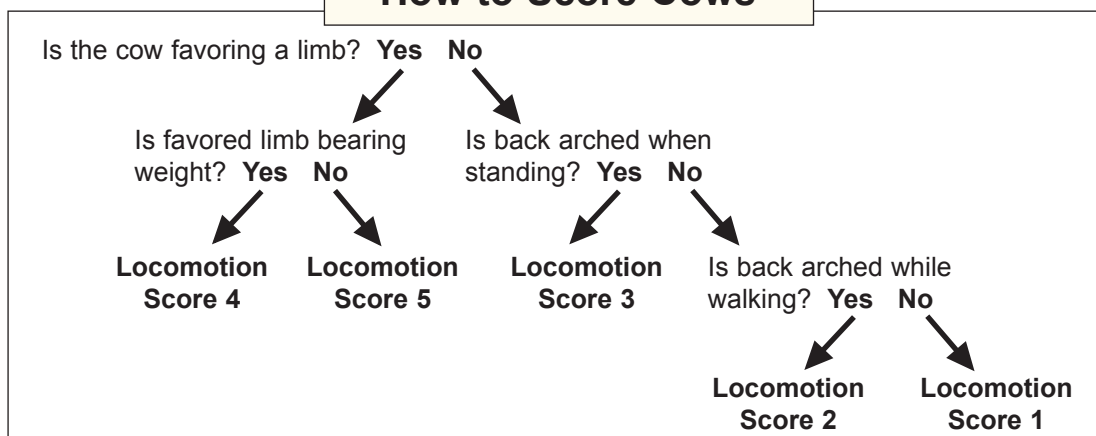 How to Score Cows
Is the cow favoring a limb? Yes No
Is favored limb bearing
weight? Yes No
Is back arched when
standing? Yes No
Locomotion
Score 4
Locomotion
Score 5
Locomotion
Score 3
Is back arched while
walking? Yes No
Locomotion
Score 2
Locomotion
Score 1